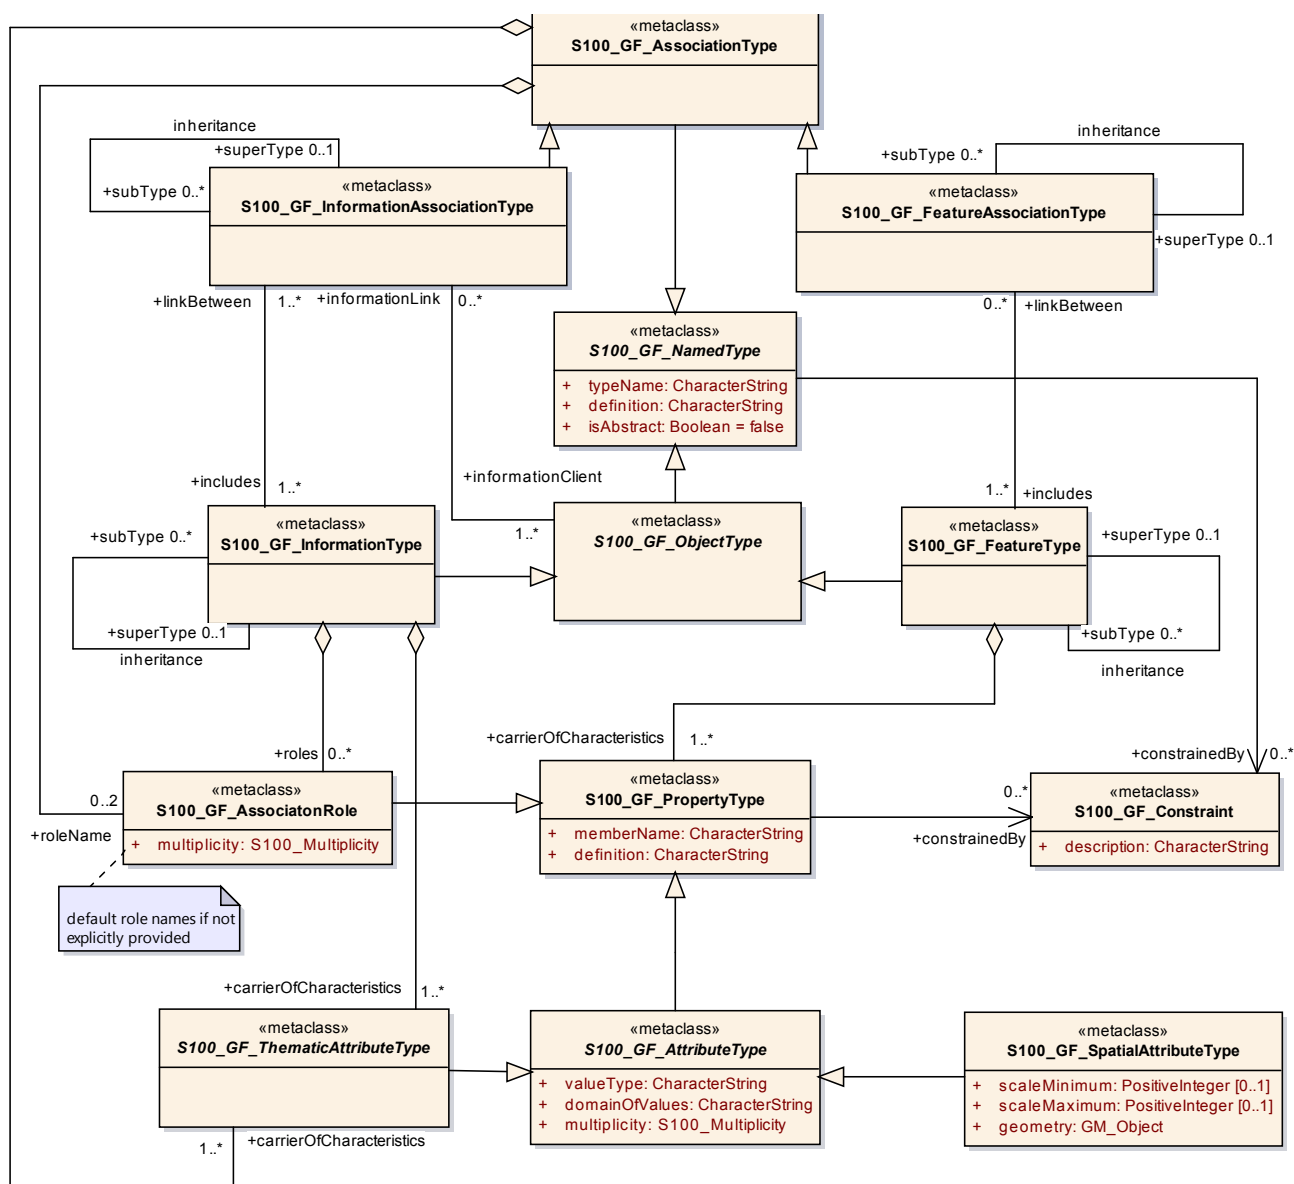 «metaclass»
S100_GF_AssociationType
inheritance
+superType 0..1
+subType 0..*
«metaclass»
S100_GF_InformationAssociationType
inheritance
+subType 0..*
«metaclass»
S100_GF_FeatureAssociationType
+superType 0..1
+linkBetween
1..*
+informationLink
0..*
0..*
+linkBetween
«metaclass»
S100_GF_NamedType
+ typeName: CharacterString
+ definition: CharacterString
+ isAbstract: Boolean = false
+includes
1..*
+informationClient
1..*
1..*
+includes
+subType 0..*
«metaclass»
S100_GF_InformationType
+superType 0..1
inheritance
«metaclass»
S100_GF_ObjectType
«metaclass»
S100_GF_FeatureType
+superType 0..1
+subType 0..*
inheritance
+roles
0..*
+carrierOfCharacteristics
1..*
+constrainedBy
0..*
0..2
+roleName
«metaclass»
S100_GF_AssociatonRole
+ multiplicity: S100_Multiplicity
«metaclass»
S100_GF_PropertyType
+ memberName: CharacterString
+ definition: CharacterString
0..*
+constrainedBy
«metaclass»
S100_GF_Constraint
+ description: CharacterString
default role names if not
explicitly provided
+carrierOfCharacteristics
1..*
«metaclass»
S100_GF_ThematicAttributeType
«metaclass»
S100_GF_AttributeType
+ valueType: CharacterString
+ domainOfValues: CharacterString
+ multiplicity: S100_Multiplicity
«metaclass»
S100_GF_SpatialAttributeType
+ scaleMinimum: PositiveInteger [0..1]
+ scaleMaximum: PositiveInteger [0..1]
+ geometry: GM_Object
1..*
+carrierOfCharacteristics